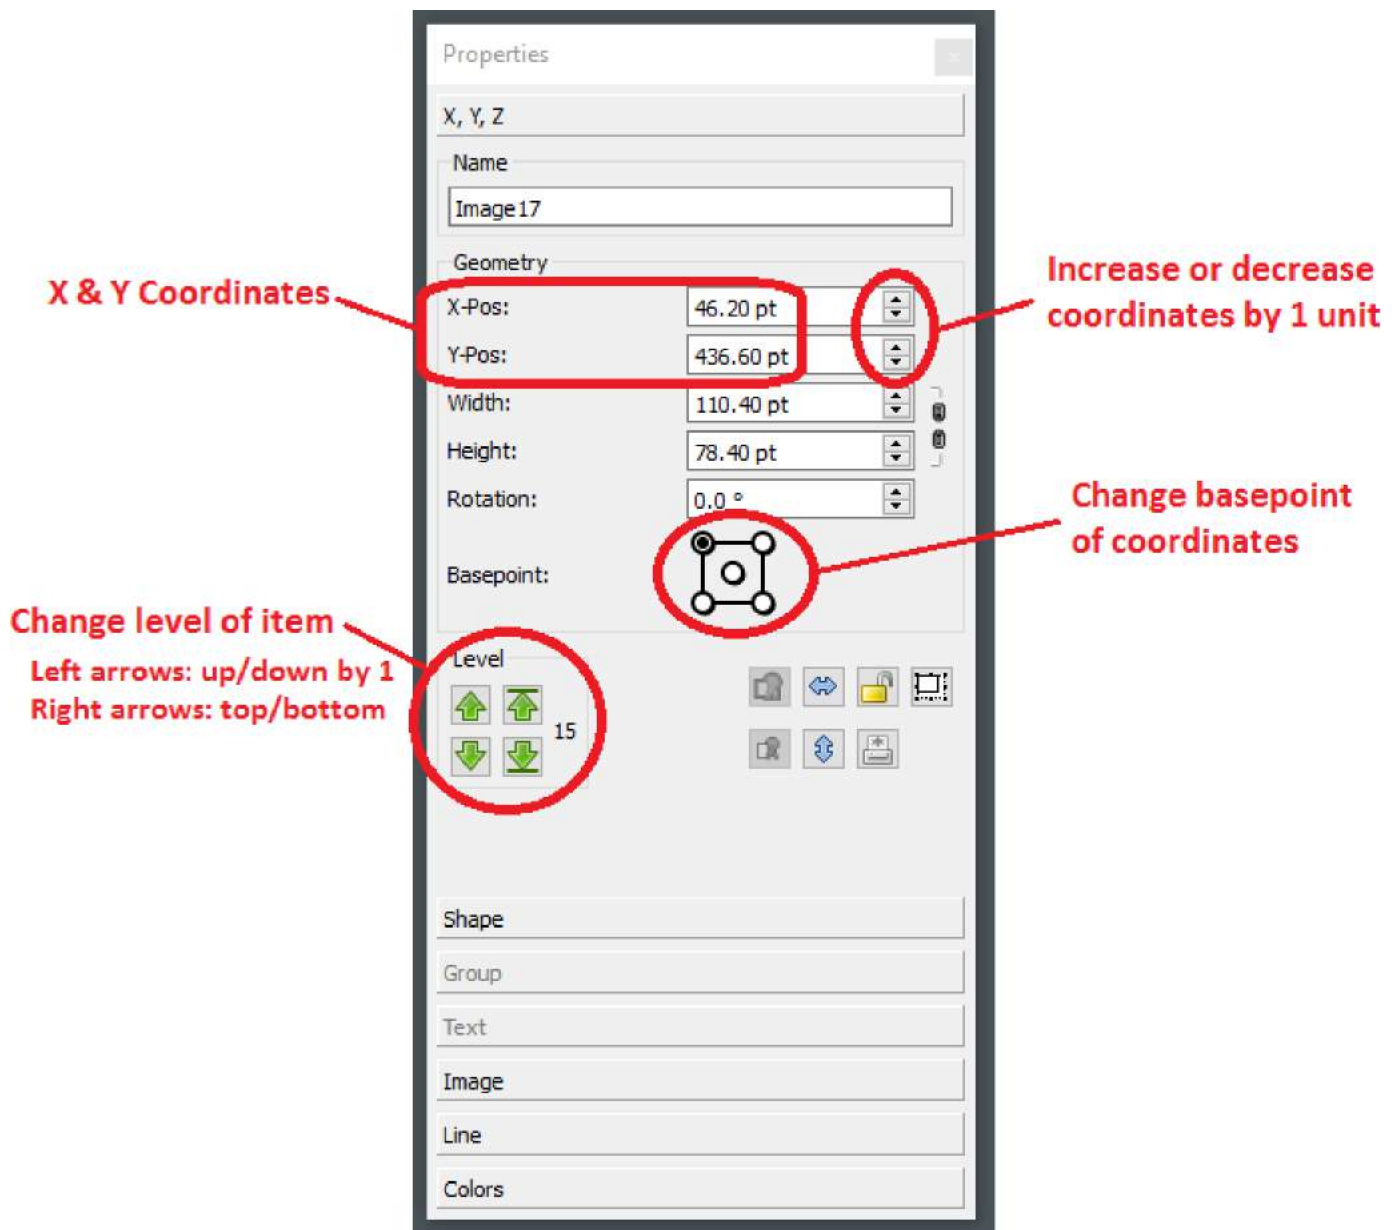 Properties
X, Y, Z
Name
Image17
Geometry
X & Y Coordinates
X-Pos:
46.20 pt
Y-Pos:
436.60 pt
Increase or decrease
coordinates by 1 unit
Width:
110.40 pt
Height:
78.40 pt
Rotation:
0.0 °
Basepoint:
Change basepoint
of coordinates
Change level of item
Left arrows: up/down by 1
Right arrows: top/bottom
Level
15
Shape
Group
Text
Image
Line
Colors